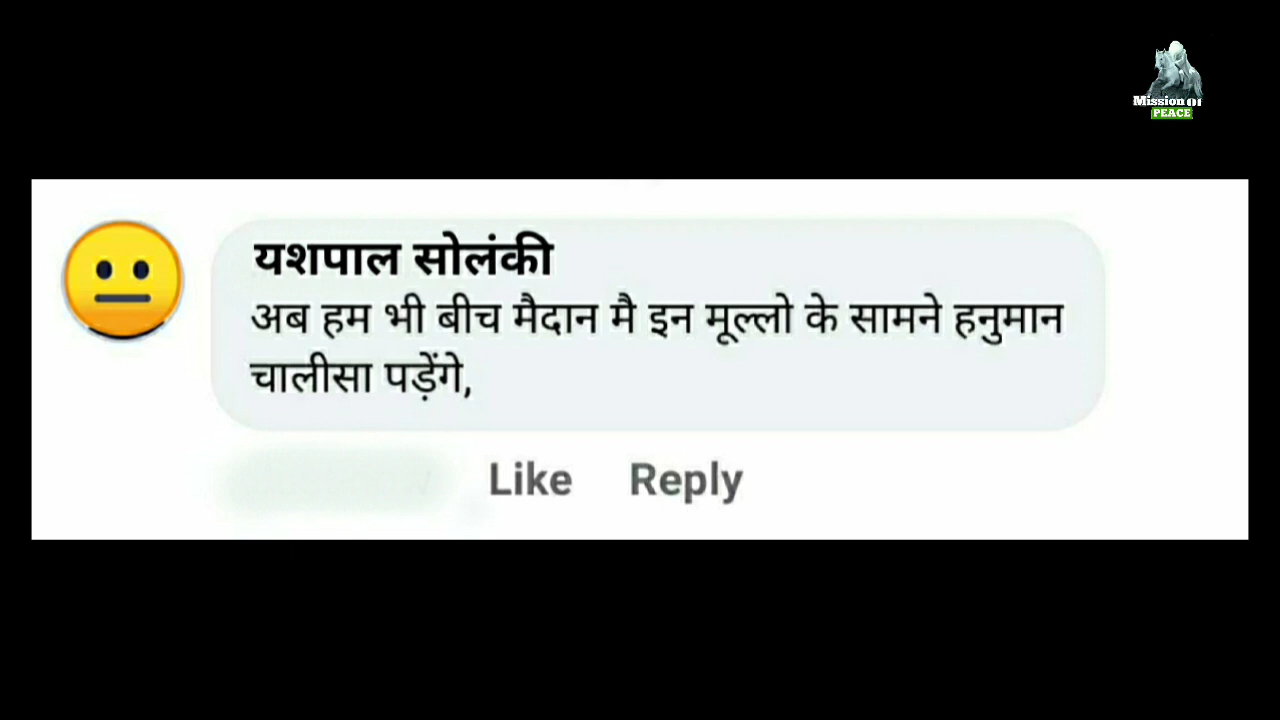 Mission Of
PEACE
यशपाल सोलंकी
अब हम भी बीच मैदान मै इन मूल्लो के सामने हनुमान
चालीसा पड़ेंगे,
Like Reply